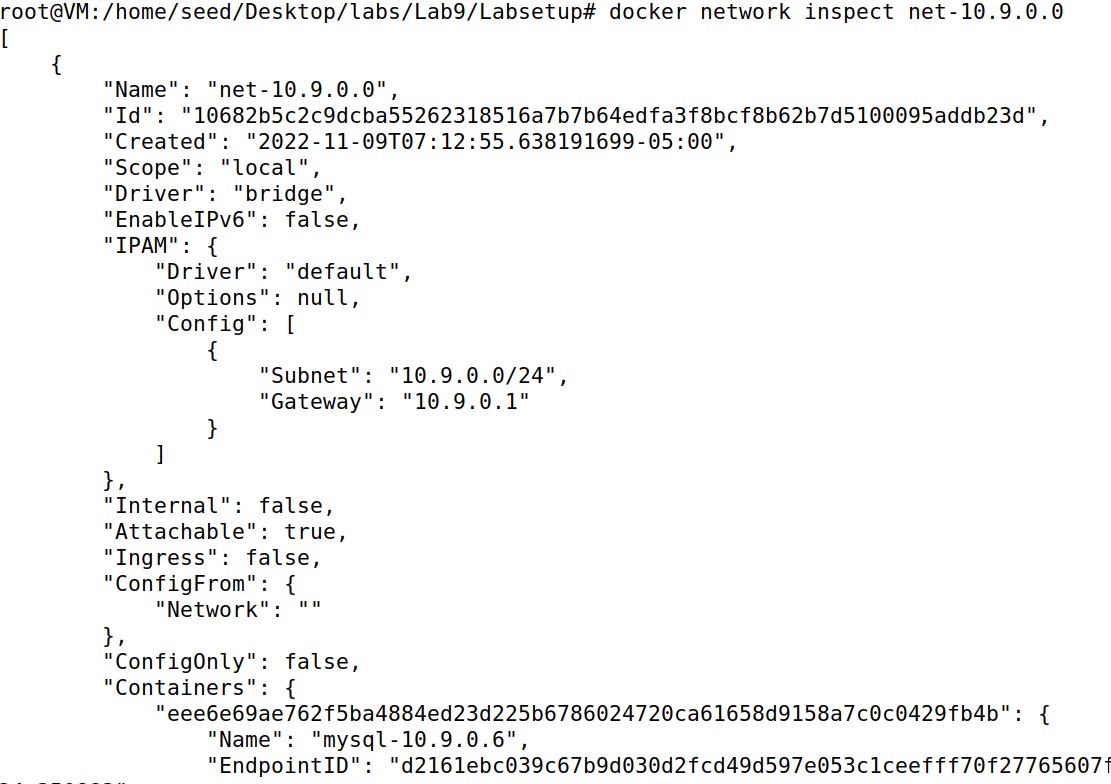 root@VM:/home/seed/Desktop/labs/Lab9/Labsetup# docker network inspect net-10.9.0.0
[
    {
        "Name": "net-10.9.0.0",
        "Id": "10682b5c2c9dcba55262318516a7b7b64edfa3f8bcf8b62b7d5100095addb23d",
        "Created": "2022-11-09T07:12:55.638191699-05:00",
        "Scope": "local",
        "Driver": "bridge",
        "EnableIPv6": false,
        "IPAM": {
            "Driver": "default",
            "Options": null,
            "Config": [
                {
                    "Subnet": "10.9.0.0/24",
                    "Gateway": "10.9.0.1"
                }
            ]
        },
        "Internal": false,
        "Attachable": true,
        "Ingress": false,
        "ConfigFrom": {
            "Network": ""
        },
        "ConfigOnly": false,
        "Containers": {
            "eee6e69ae762f5ba4884ed23d225b6786024720ca61658d9158a7c0c0429fb4b": {
                "Name": "mysql-10.9.0.6",
                "EndpointID": "d2161ebc039c67b9d030d2fcd49d597e053c1ceefff70f27765607f